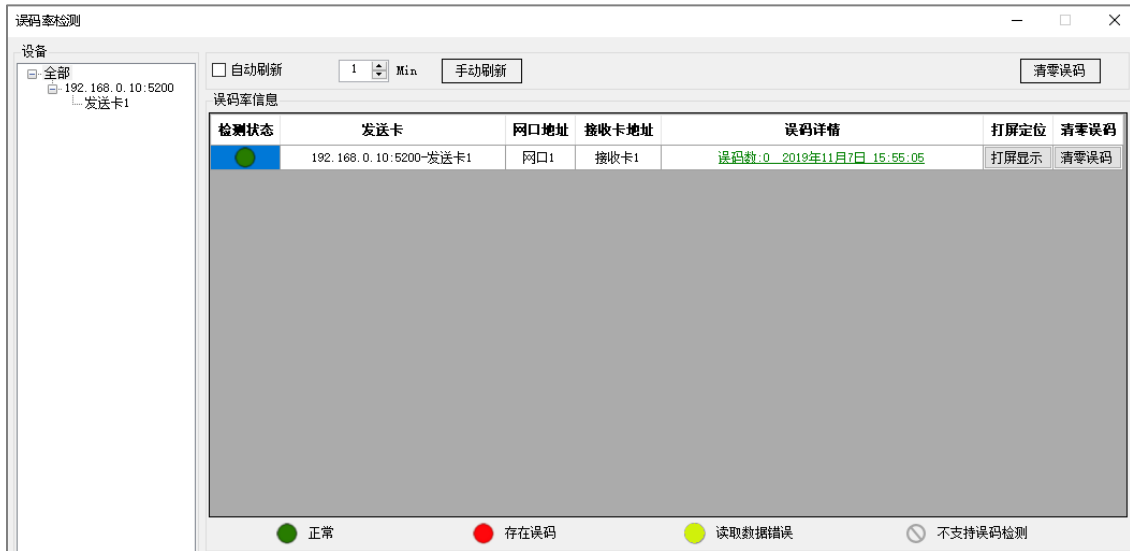 误码率检测
设备
全部
192.168.0.10:5200
发送卡1
自动刷新 1 Min 手动刷新 清零误码
误码率信息
检测状态 发送卡 网口地址 接收卡地址 误码详情 打屏定位 清零误码
192.168.0.10:5200-发送卡1 网口1 接收卡1 误码数:0 2019年11月7日 15:55:05 打屏显示 清零误码
正常 存在误码 读取数据错误 不支持误码检测